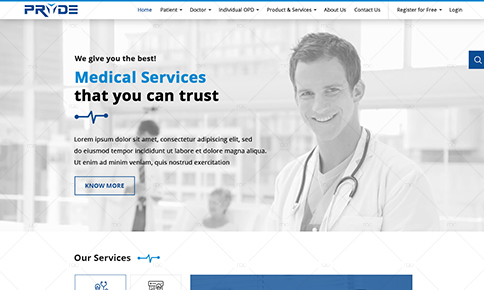 PRYDE
Home Patient Doctor Individual OPD Product & Services About Us Contact Us Register for Free Login
We give you the best!
Medical Services
that you can trust
Lorem ipsum dolor sit amet, consectetur adipiscing elit, sed
do eiusmod tempor incididunt ut labore et dolore magna aliqua.
Ut enim ad minim veniam, quis nostrud exercitation
KNOW MORE
Our Services